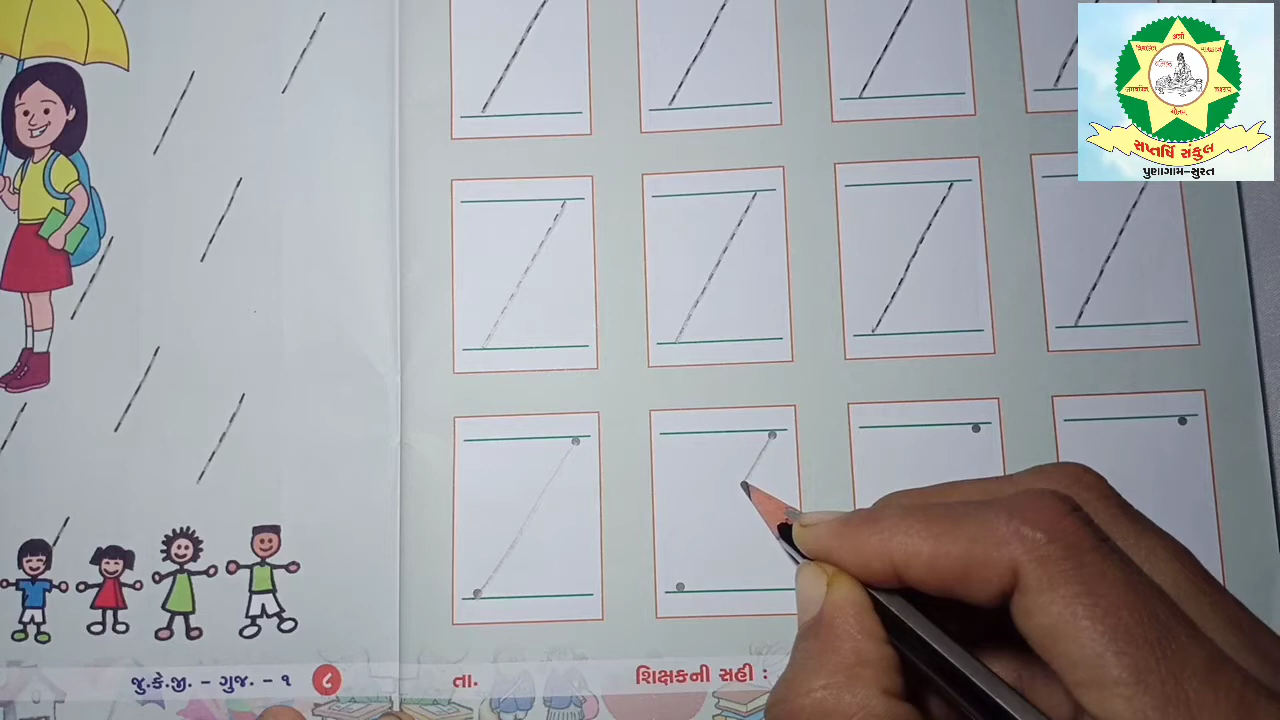 સપ્તર્ષિ સંકુલ
પુણાગામ-સુરત
જુ.કે.જી. - ગુજ. - ૧
૮
તા.
શિક્ષકની સહી :